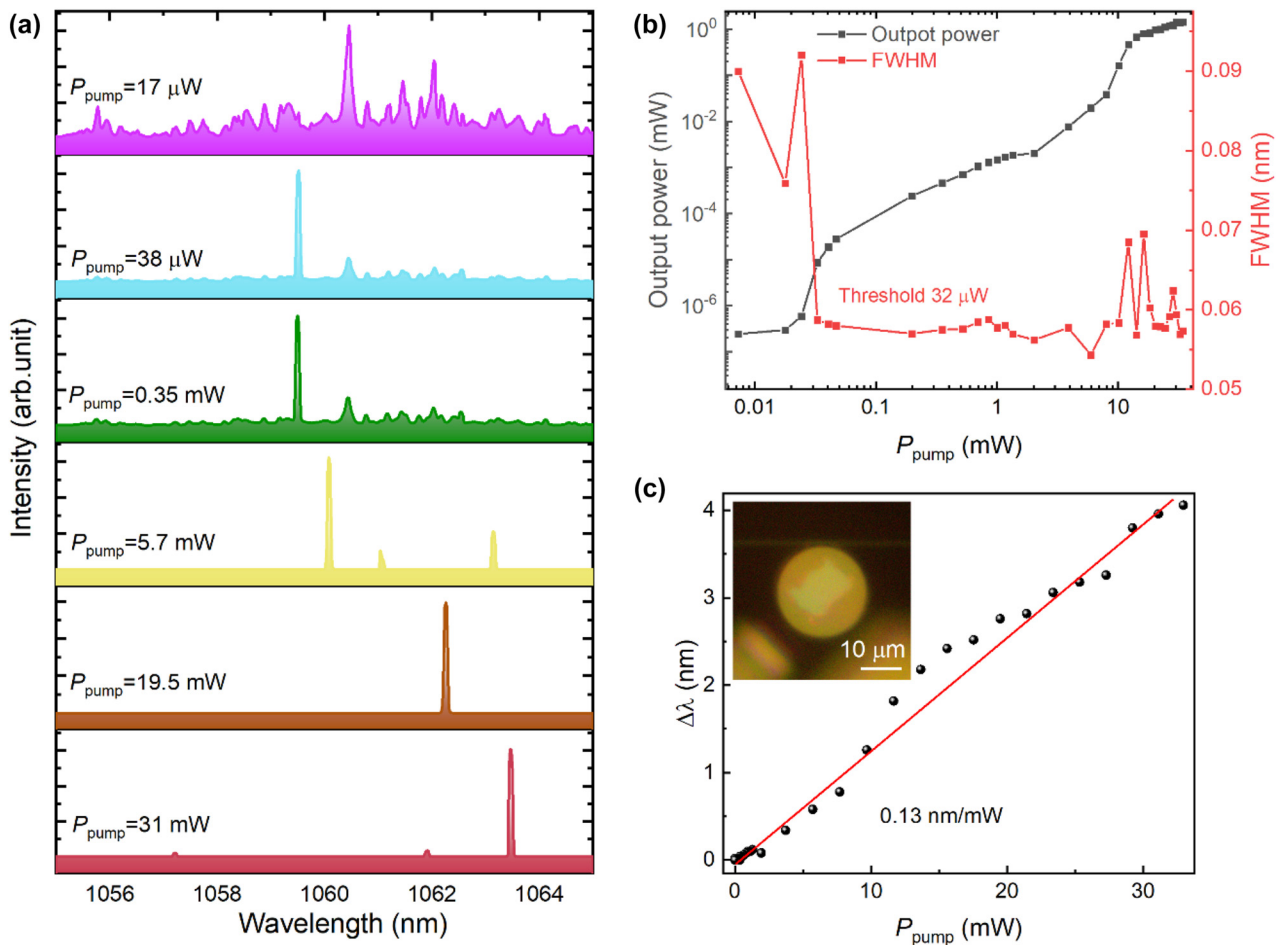 (a)
Intensity (arb.unit)
P_pump=17 μW
P_pump=38 μW
P_pump=0.35 mW
P_pump=5.7 mW
P_pump=19.5 mW
P_pump=31 mW
1056 1058 1060 1062 1064
Wavelength (nm)
(b)
Outpot power
FWHM
Output power (mW)
10^0
10^-2
10^-4
10^-6
FWHM (nm)
0.09
0.08
0.07
0.06
0.05
Threshold 32 μW
0.01 0.1 1 10
P_pump (mW)
(c)
Δλ (nm)
4
3
2
1
0
10 μm
0.13 nm/mW
0 10 20 30
P_pump (mW)